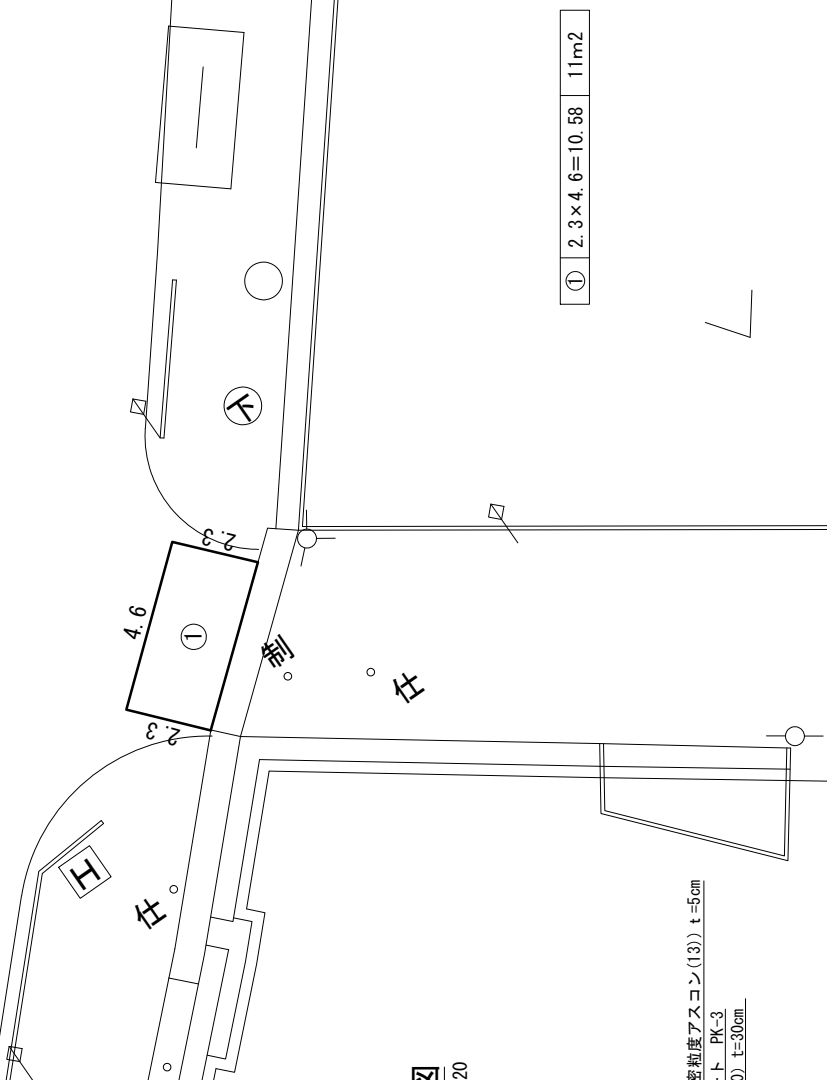 ① 2.3×4.6=10.58 11m2
下
2.3
4.6
①
2.3
制
仕
工
仕
密粒度アスコン(13)) t=5cm
ト PK-3
0) t=30cm
図
20